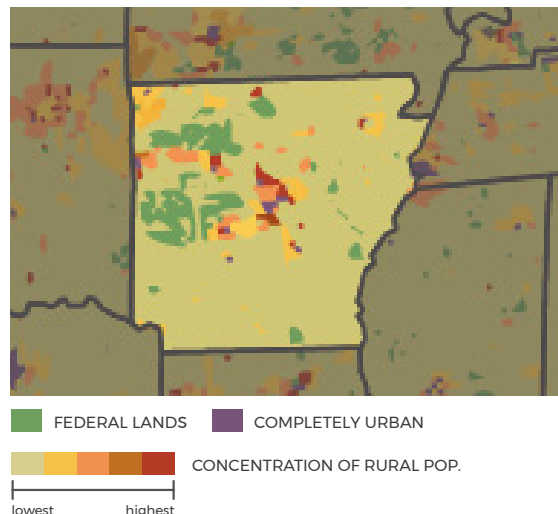 FEDERAL LANDS
COMPLETELY URBAN
CONCENTRATION OF RURAL POP.
lowest
highest